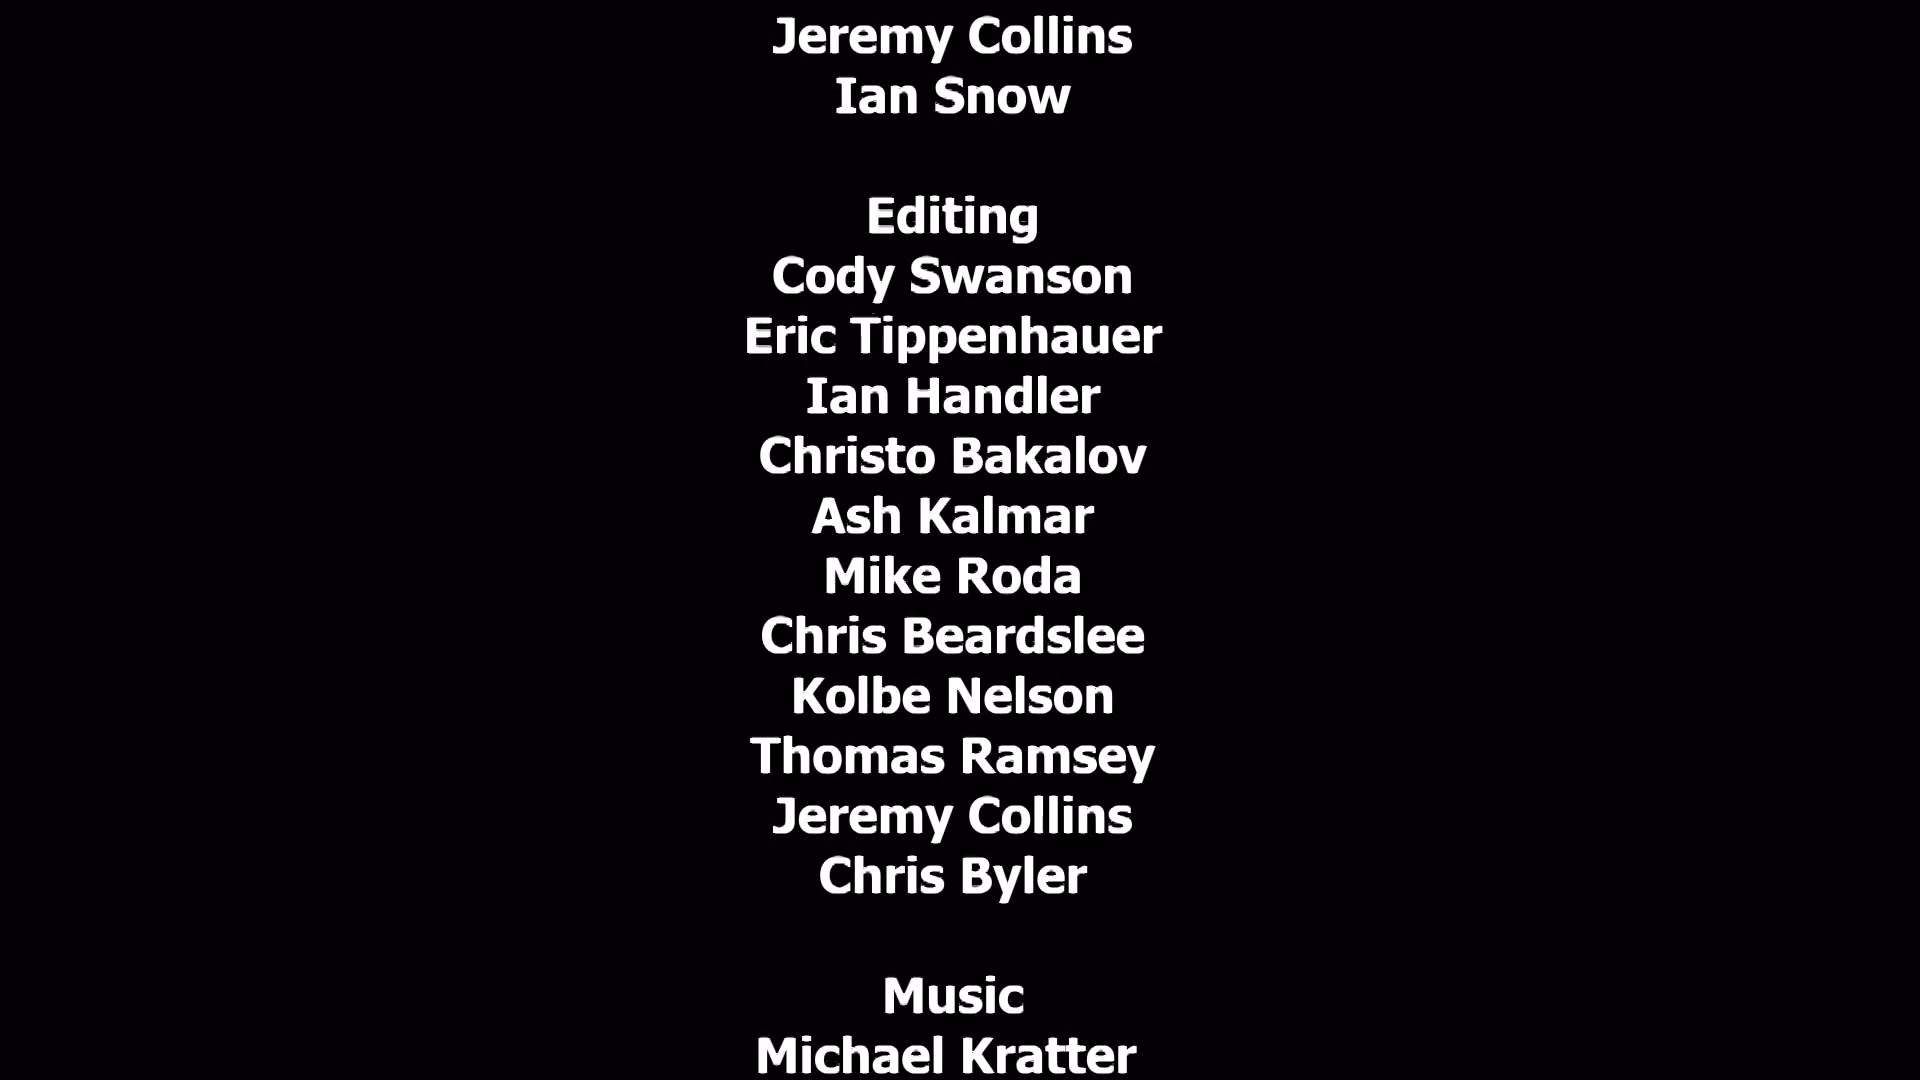 Jeremy Collins
Ian Snow
Editing
Cody Swanson
Eric Tippenhauer
Ian Handler
Christo Bakalov
Ash Kalmar
Mike Roda
Chris Beardslee
Kolbe Nelson
Thomas Ramsey
Jeremy Collins
Chris Byler
Music
Michael Kratter